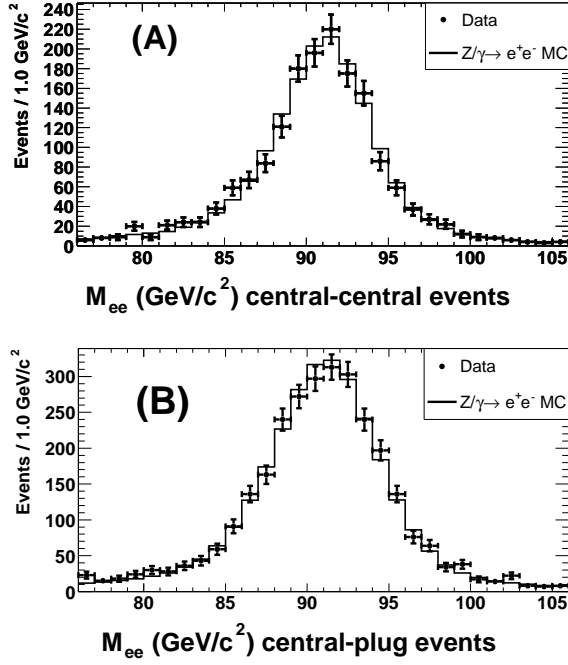 (A)
Data
Z/γ→ e⁺e⁻ MC
Events / 1.0 GeV/c²
240
220
200
180
160
140
120
100
80
60
40
20
0
80 85 90 95 100 105
M_ee (GeV/c²) central-central events
(B)
Data
Z/γ→ e⁺e⁻ MC
Events / 1.0 GeV/c²
300
250
200
150
100
50
0
80 85 90 95 100 105
M_ee (GeV/c²) central-plug events